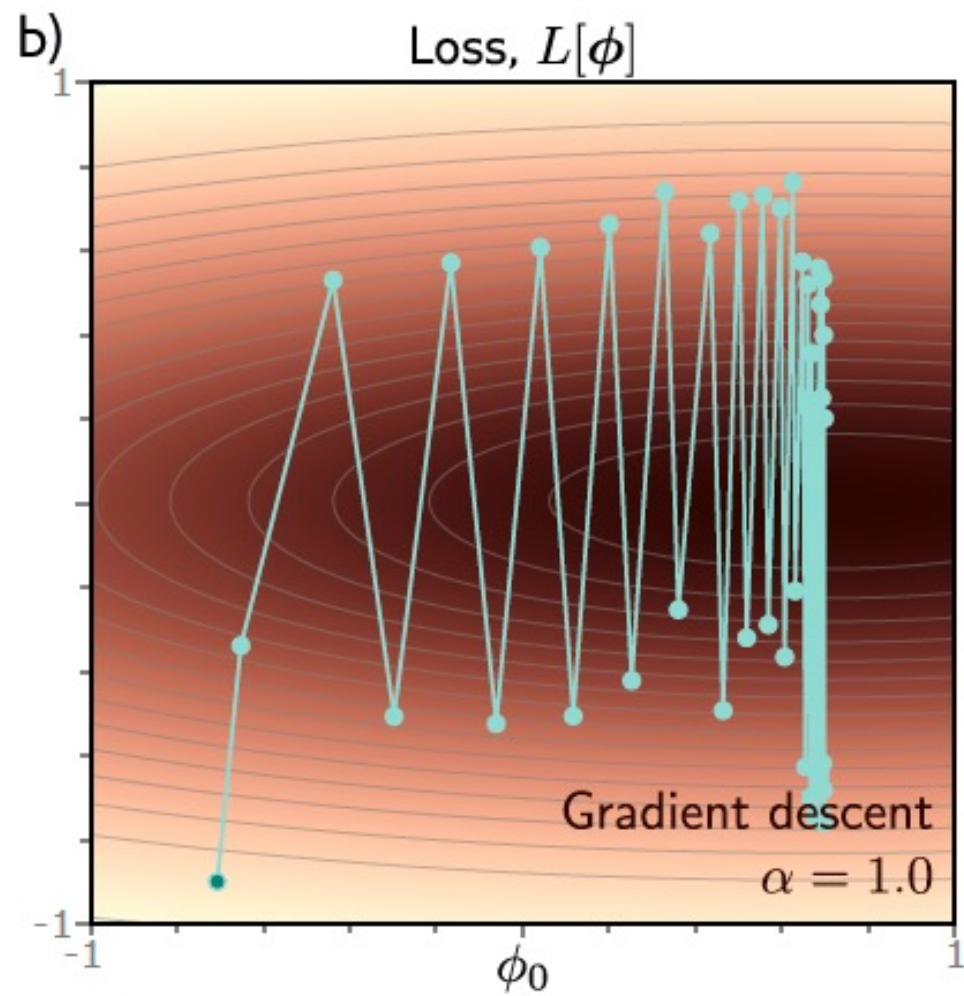 b)
Loss, L[ϕ]
1
Gradient descent
α = 1.0
-1
-1
ϕ₀
1